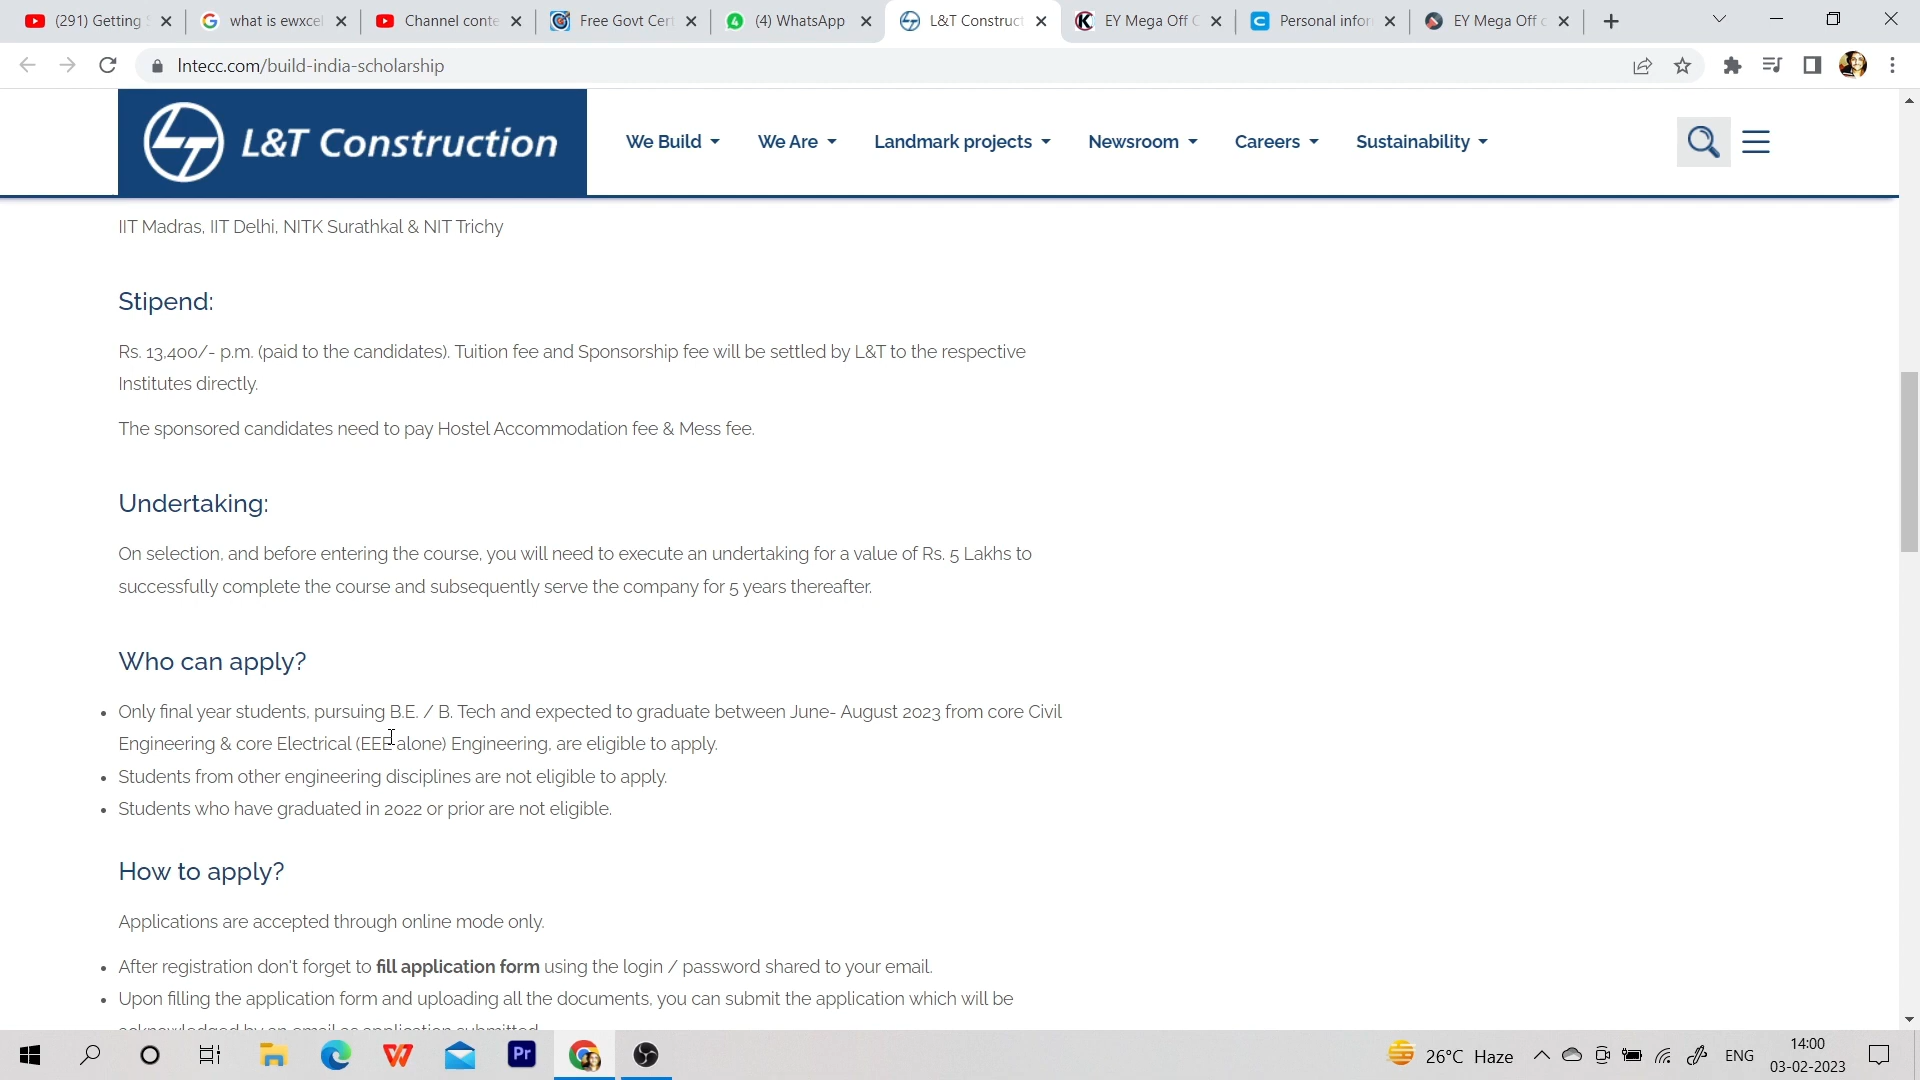 (291) Getting S
what is ewxcel
Channel conte
Free Govt Cert
(4) WhatsApp
L&T Construct
EY Mega Off C
Personal infor
EY Mega Off c
lntecc.com/build-india-scholarship
L&T Construction
We Build
We Are
Landmark projects
Newsroom
Careers
Sustainability
IIT Madras, IIT Delhi, NITK Surathkal & NIT Trichy
Stipend:
Rs. 13,400/- p.m. (paid to the candidates). Tuition fee and Sponsorship fee will be settled by L&T to the respective
Institutes directly.
The sponsored candidates need to pay Hostel Accommodation fee & Mess fee.
Undertaking:
On selection, and before entering the course, you will need to execute an undertaking for a value of Rs. 5 Lakhs to
successfully complete the course and subsequently serve the company for 5 years thereafter.
Who can apply?
• Only final year students, pursuing B.E. / B. Tech and expected to graduate between June- August 2023 from core Civil
Engineering & core Electrical (EEE alone) Engineering, are eligible to apply.
• Students from other engineering disciplines are not eligible to apply.
• Students who have graduated in 2022 or prior are not eligible.
How to apply?
Applications are accepted through online mode only.
• After registration don't forget to fill application form using the login / password shared to your email.
• Upon filling the application form and uploading all the documents, you can submit the application which will be
acknowledged by an email as application submitted.
Pr
26°C Haze
ENG
14:00
03-02-2023